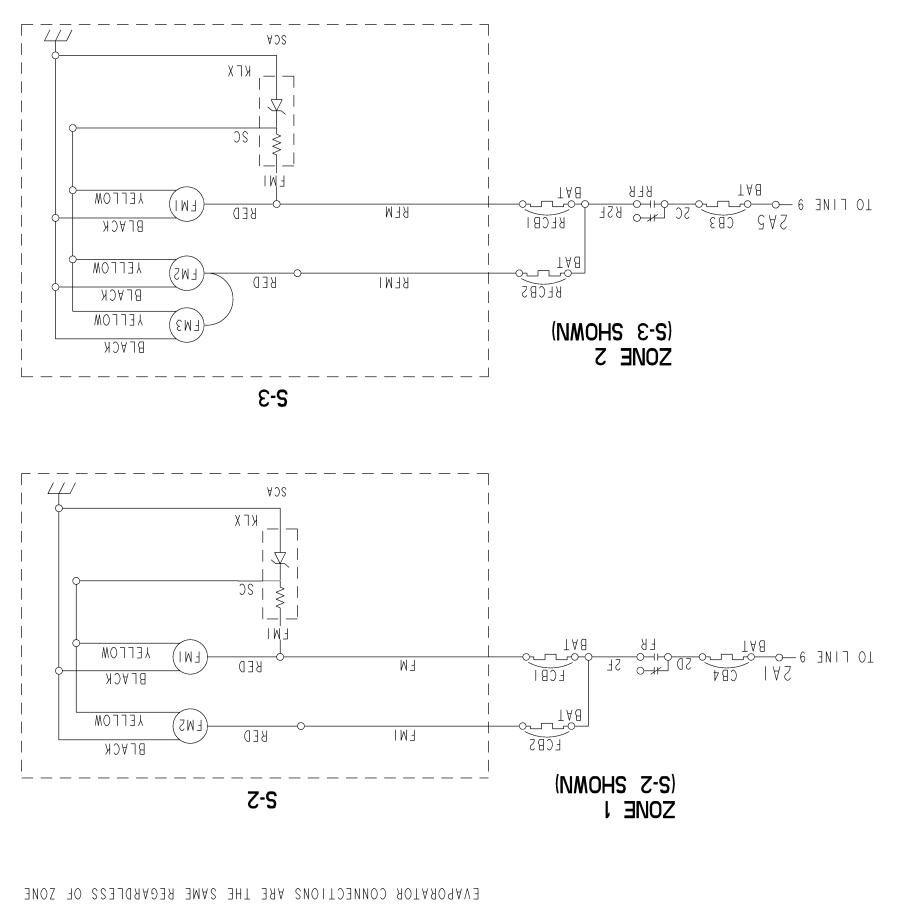 EVAPORATOR CONNECTIONS ARE THE SAME REGARDLESS OF ZONE
ZONE 1
(S-2 SHOWN)
S-2
FCB2
BAT
FM1
RED
FM2
BLACK
YELLOW
TO LINE 9
2A1
CB4
BAT
2D
FR
2F
FCB1
BAT
FM
RED
FM1
BLACK
YELLOW
FM1
SC
KLX
SCA
S-3
ZONE 2
(S-3 SHOWN)
BLACK
FM3
YELLOW
RFCB2
BAT
RFM1
RED
FM2
BLACK
YELLOW
TO LINE 9
2A5
CB3
BAT
2C
RFR
R2F
RFCB1
BAT
RFM
RED
FM1
BLACK
YELLOW
FM1
SC
KLX
SCA